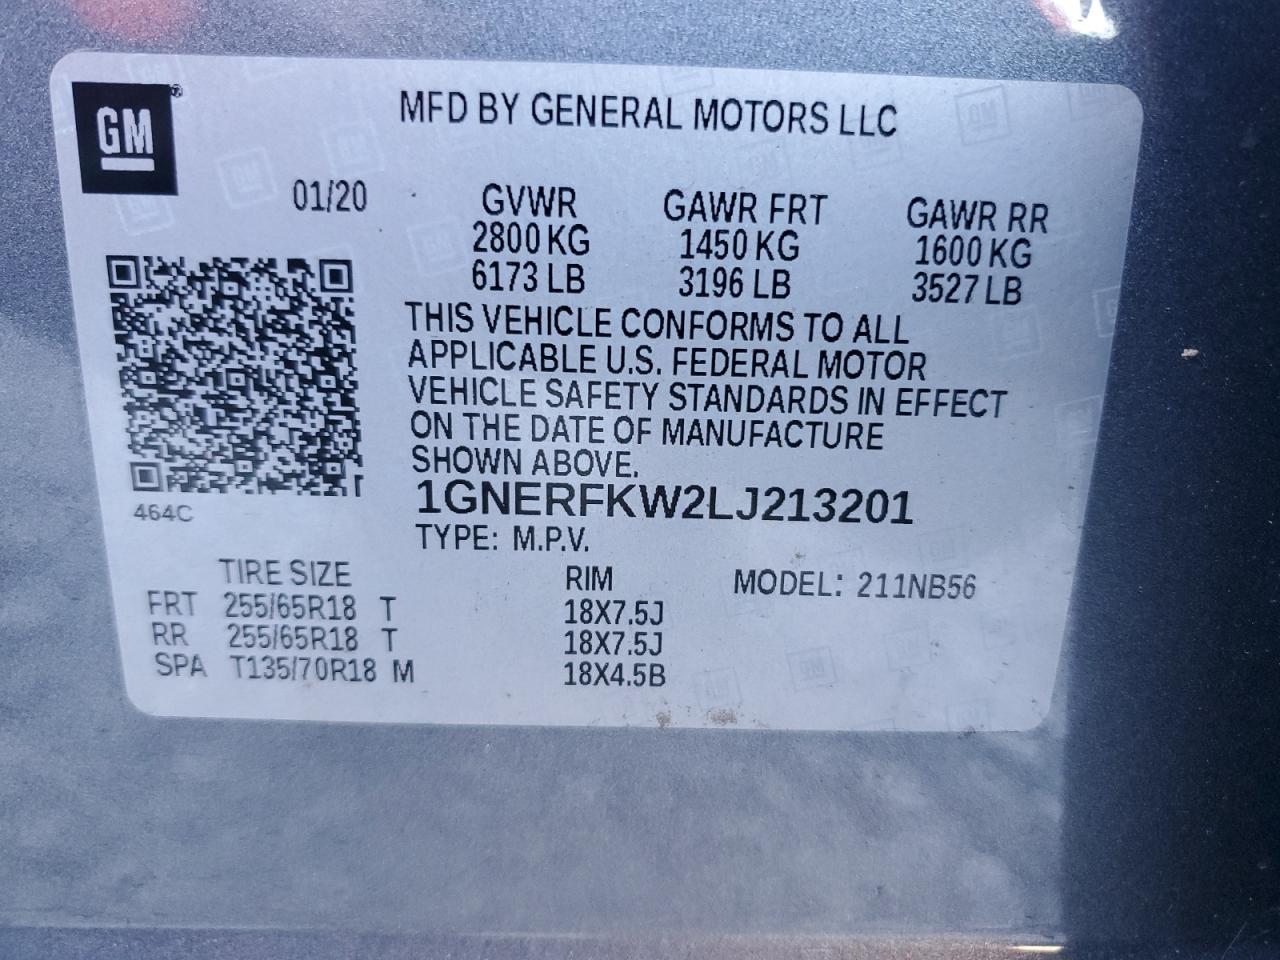 GM®
MFD BY GENERAL MOTORS LLC
01/20
GVWR GAWR FRT GAWR RR
2800 KG 1450 KG 1600 KG
6173 LB 3196 LB 3527 LB
THIS VEHICLE CONFORMS TO ALL
APPLICABLE U.S. FEDERAL MOTOR
VEHICLE SAFETY STANDARDS IN EFFECT
ON THE DATE OF MANUFACTURE
SHOWN ABOVE.
464C
1GNERFKW2LJ213201
TYPE: M.P.V.
TIRE SIZE RIM MODEL: 211NB56
FRT 255/65R18 T 18X7.5J
RR 255/65R18 T 18X7.5J
SPA T135/70R18 M 18X4.5B